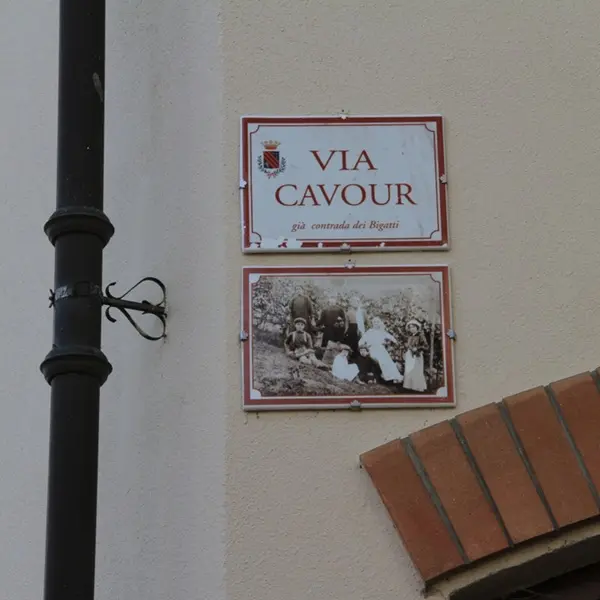 VIA
CAVOUR
già contrada dei Bigatti